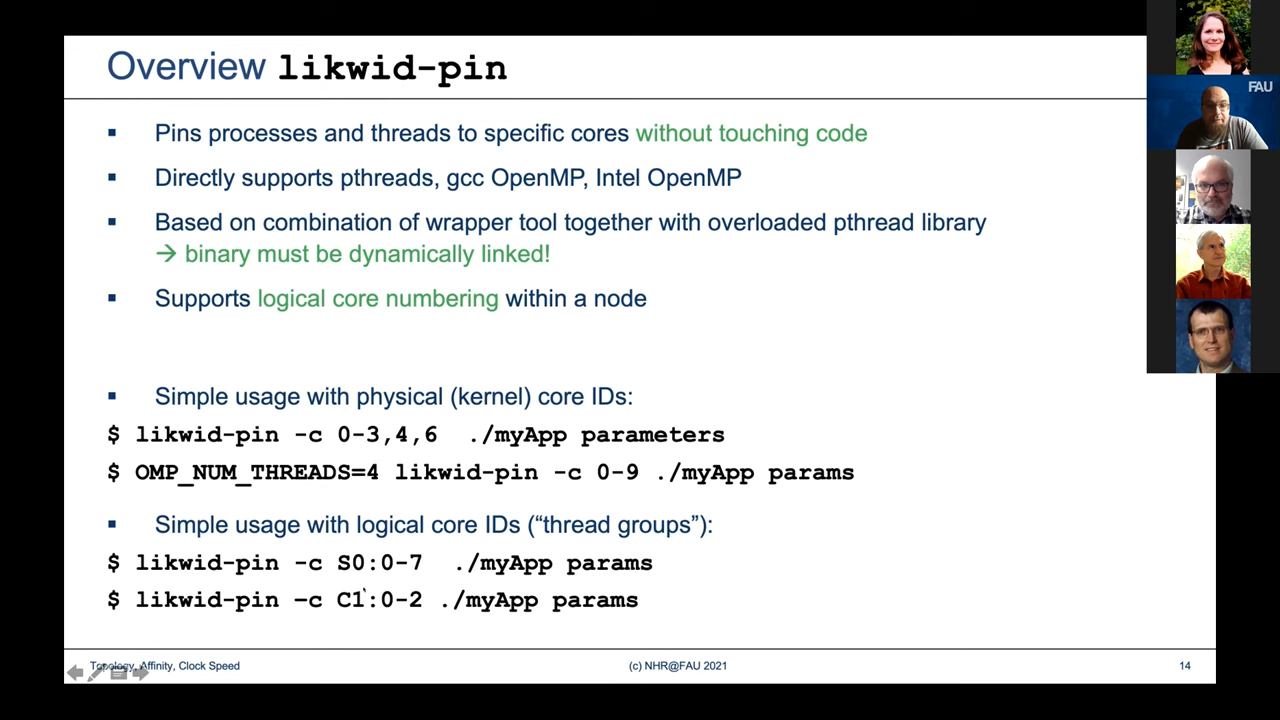 Overview likwid-pin
FAU
▪ Pins processes and threads to specific cores without touching code
▪ Directly supports pthreads, gcc OpenMP, Intel OpenMP
▪ Based on combination of wrapper tool together with overloaded pthread library
→ binary must be dynamically linked!
▪ Supports logical core numbering within a node
▪ Simple usage with physical (kernel) core IDs:
$ likwid-pin -c 0-3,4,6 ./myApp parameters
$ OMP_NUM_THREADS=4 likwid-pin -c 0-9 ./myApp params
▪ Simple usage with logical core IDs (“thread groups”):
$ likwid-pin -c S0:0-7 ./myApp params
$ likwid-pin –c C1:0-2 ./myApp params
Topology, Affinity, Clock Speed
(c) NHR@FAU 2021
14